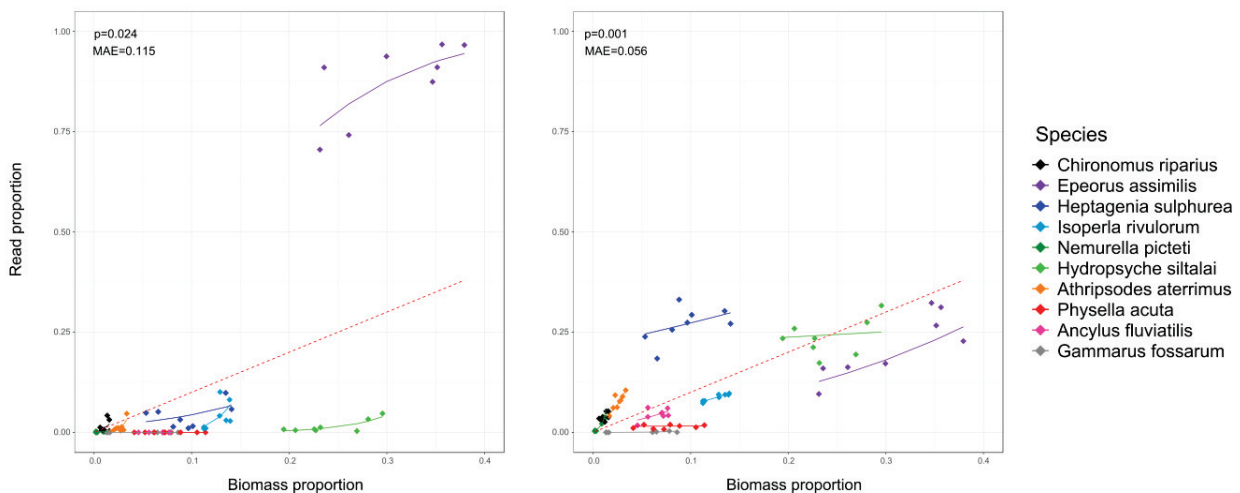 p=0.024
MAE=0.115
1.00
0.75
0.50
0.25
0.00
0.0 0.1 0.2 0.3 0.4
Biomass proportion
Read proportion
p=0.001
MAE=0.056
1.00
0.75
0.50
0.25
0.00
0.0 0.1 0.2 0.3 0.4
Biomass proportion
Species
Chironomus riparius
Epeorus assimilis
Heptagenia sulphurea
Isoperla rivulorum
Nemurella picteti
Hydropsyche siltalai
Athripsodes aterrimus
Physella acuta
Ancylus fluviatilis
Gammarus fossarum